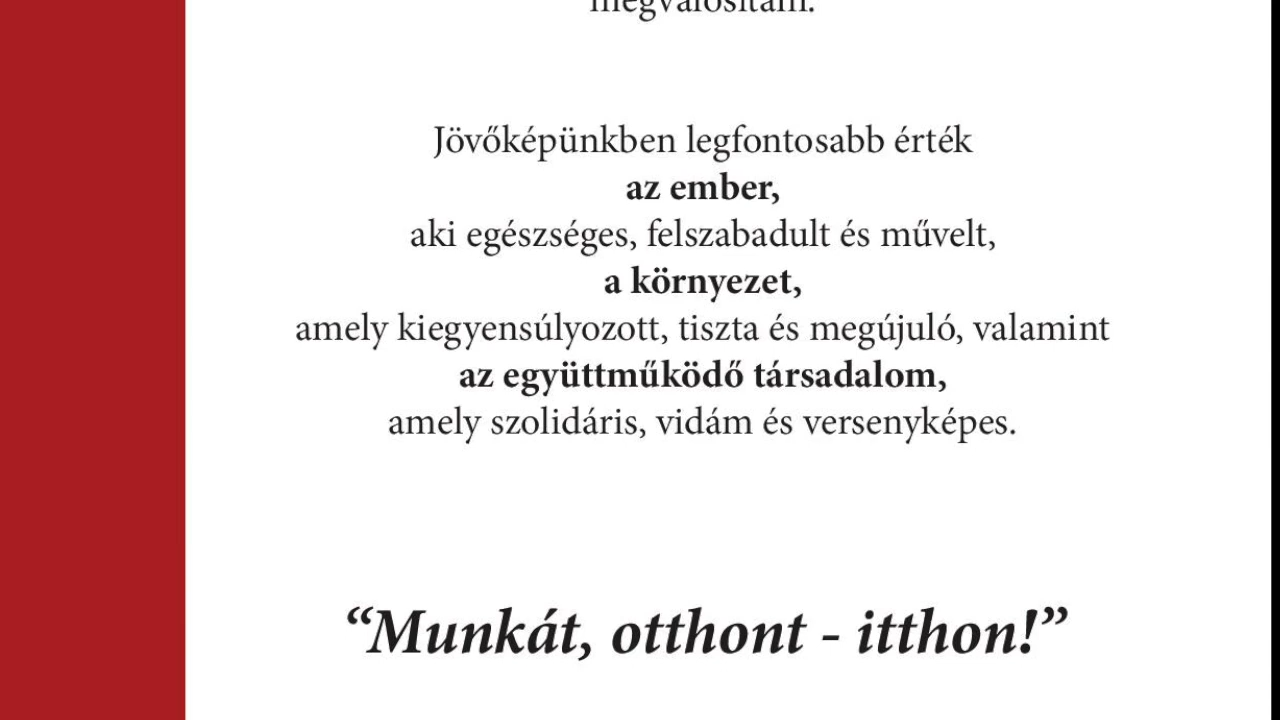 megvalósítani.
Jövőképünkben legfontosabb érték
az ember,
aki egészséges, felszabadult és művelt,
a környezet,
amely kiegyensúlyozott, tiszta és megújuló, valamint
az együttműködő társadalom,
amely szolidáris, vidám és versenyképes.
“Munkát, otthont - itthon!”